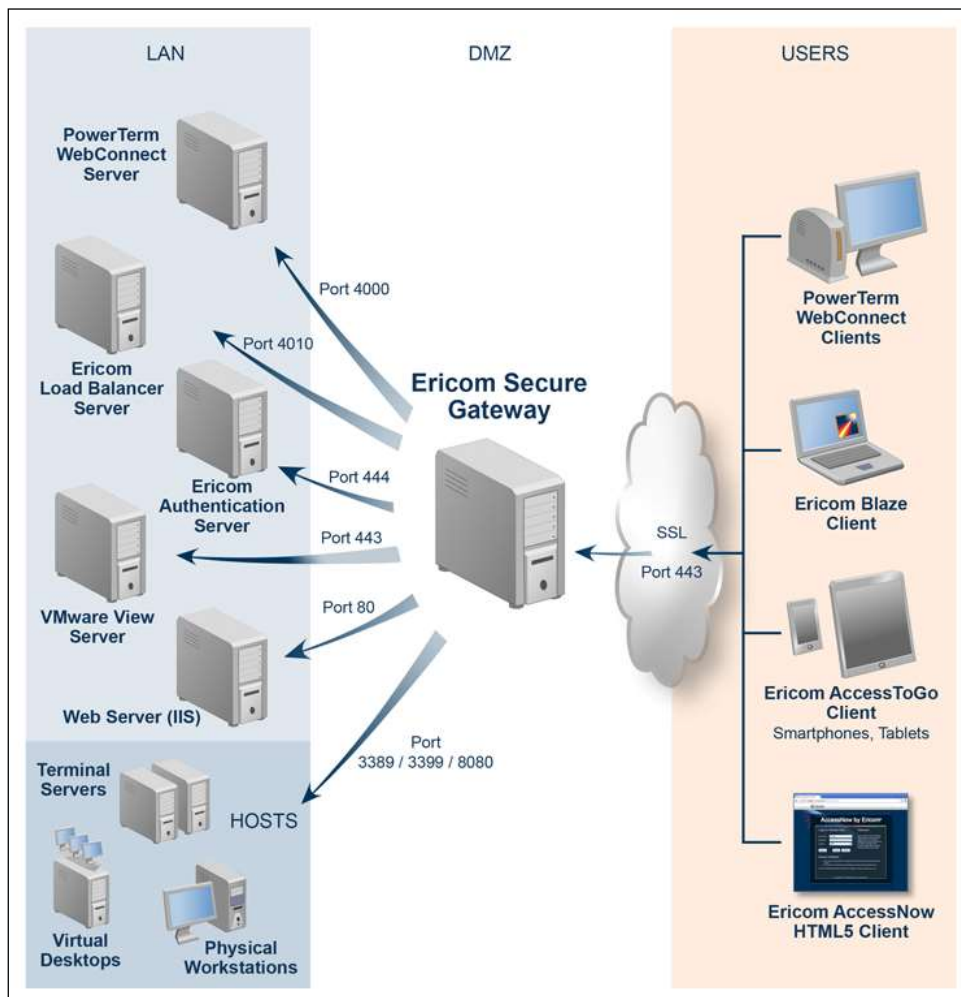 LAN
DMZ
USERS
PowerTerm
WebConnect
Server
Port 4000
Ericom
Load Balancer
Server
Port 4010
Ericom
Authentication
Server
Port 444
VMware View
Server
Port 443
Web Server (IIS)
Port 80
Ericom Secure
Gateway
SSL
Port 443
Port
3389 / 3399 / 8080
Terminal
Servers
HOSTS
Virtual
Desktops
Physical
Workstations
PowerTerm
WebConnect
Clients
Ericom Blaze
Client
Ericom AccessToGo
Client
Smartphones, Tablets
AccessNow by Ericom
Ericom AccessNow
HTML5 Client